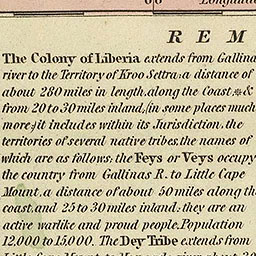 60 Longitude
R E M
The Colony of Liberia extends from Gallina
river to the Territory of Kroo Settra: a distance of
about 280 miles in length, along the Coast, &
from 20 to 30 miles inland, (in some places much
more;) it includes within its Jurisdiction, the
territories of several native tribes, the names of
which are as follows: the Feys or Veys occupy
the country from Gallinas R. to Little Cape
Mount, a distance of about 50 miles along th
coast, and 25 to 30 miles inland: they are an
active warlike and proud people. Population
12,000 to 15,000. The Dey Tribe extends from